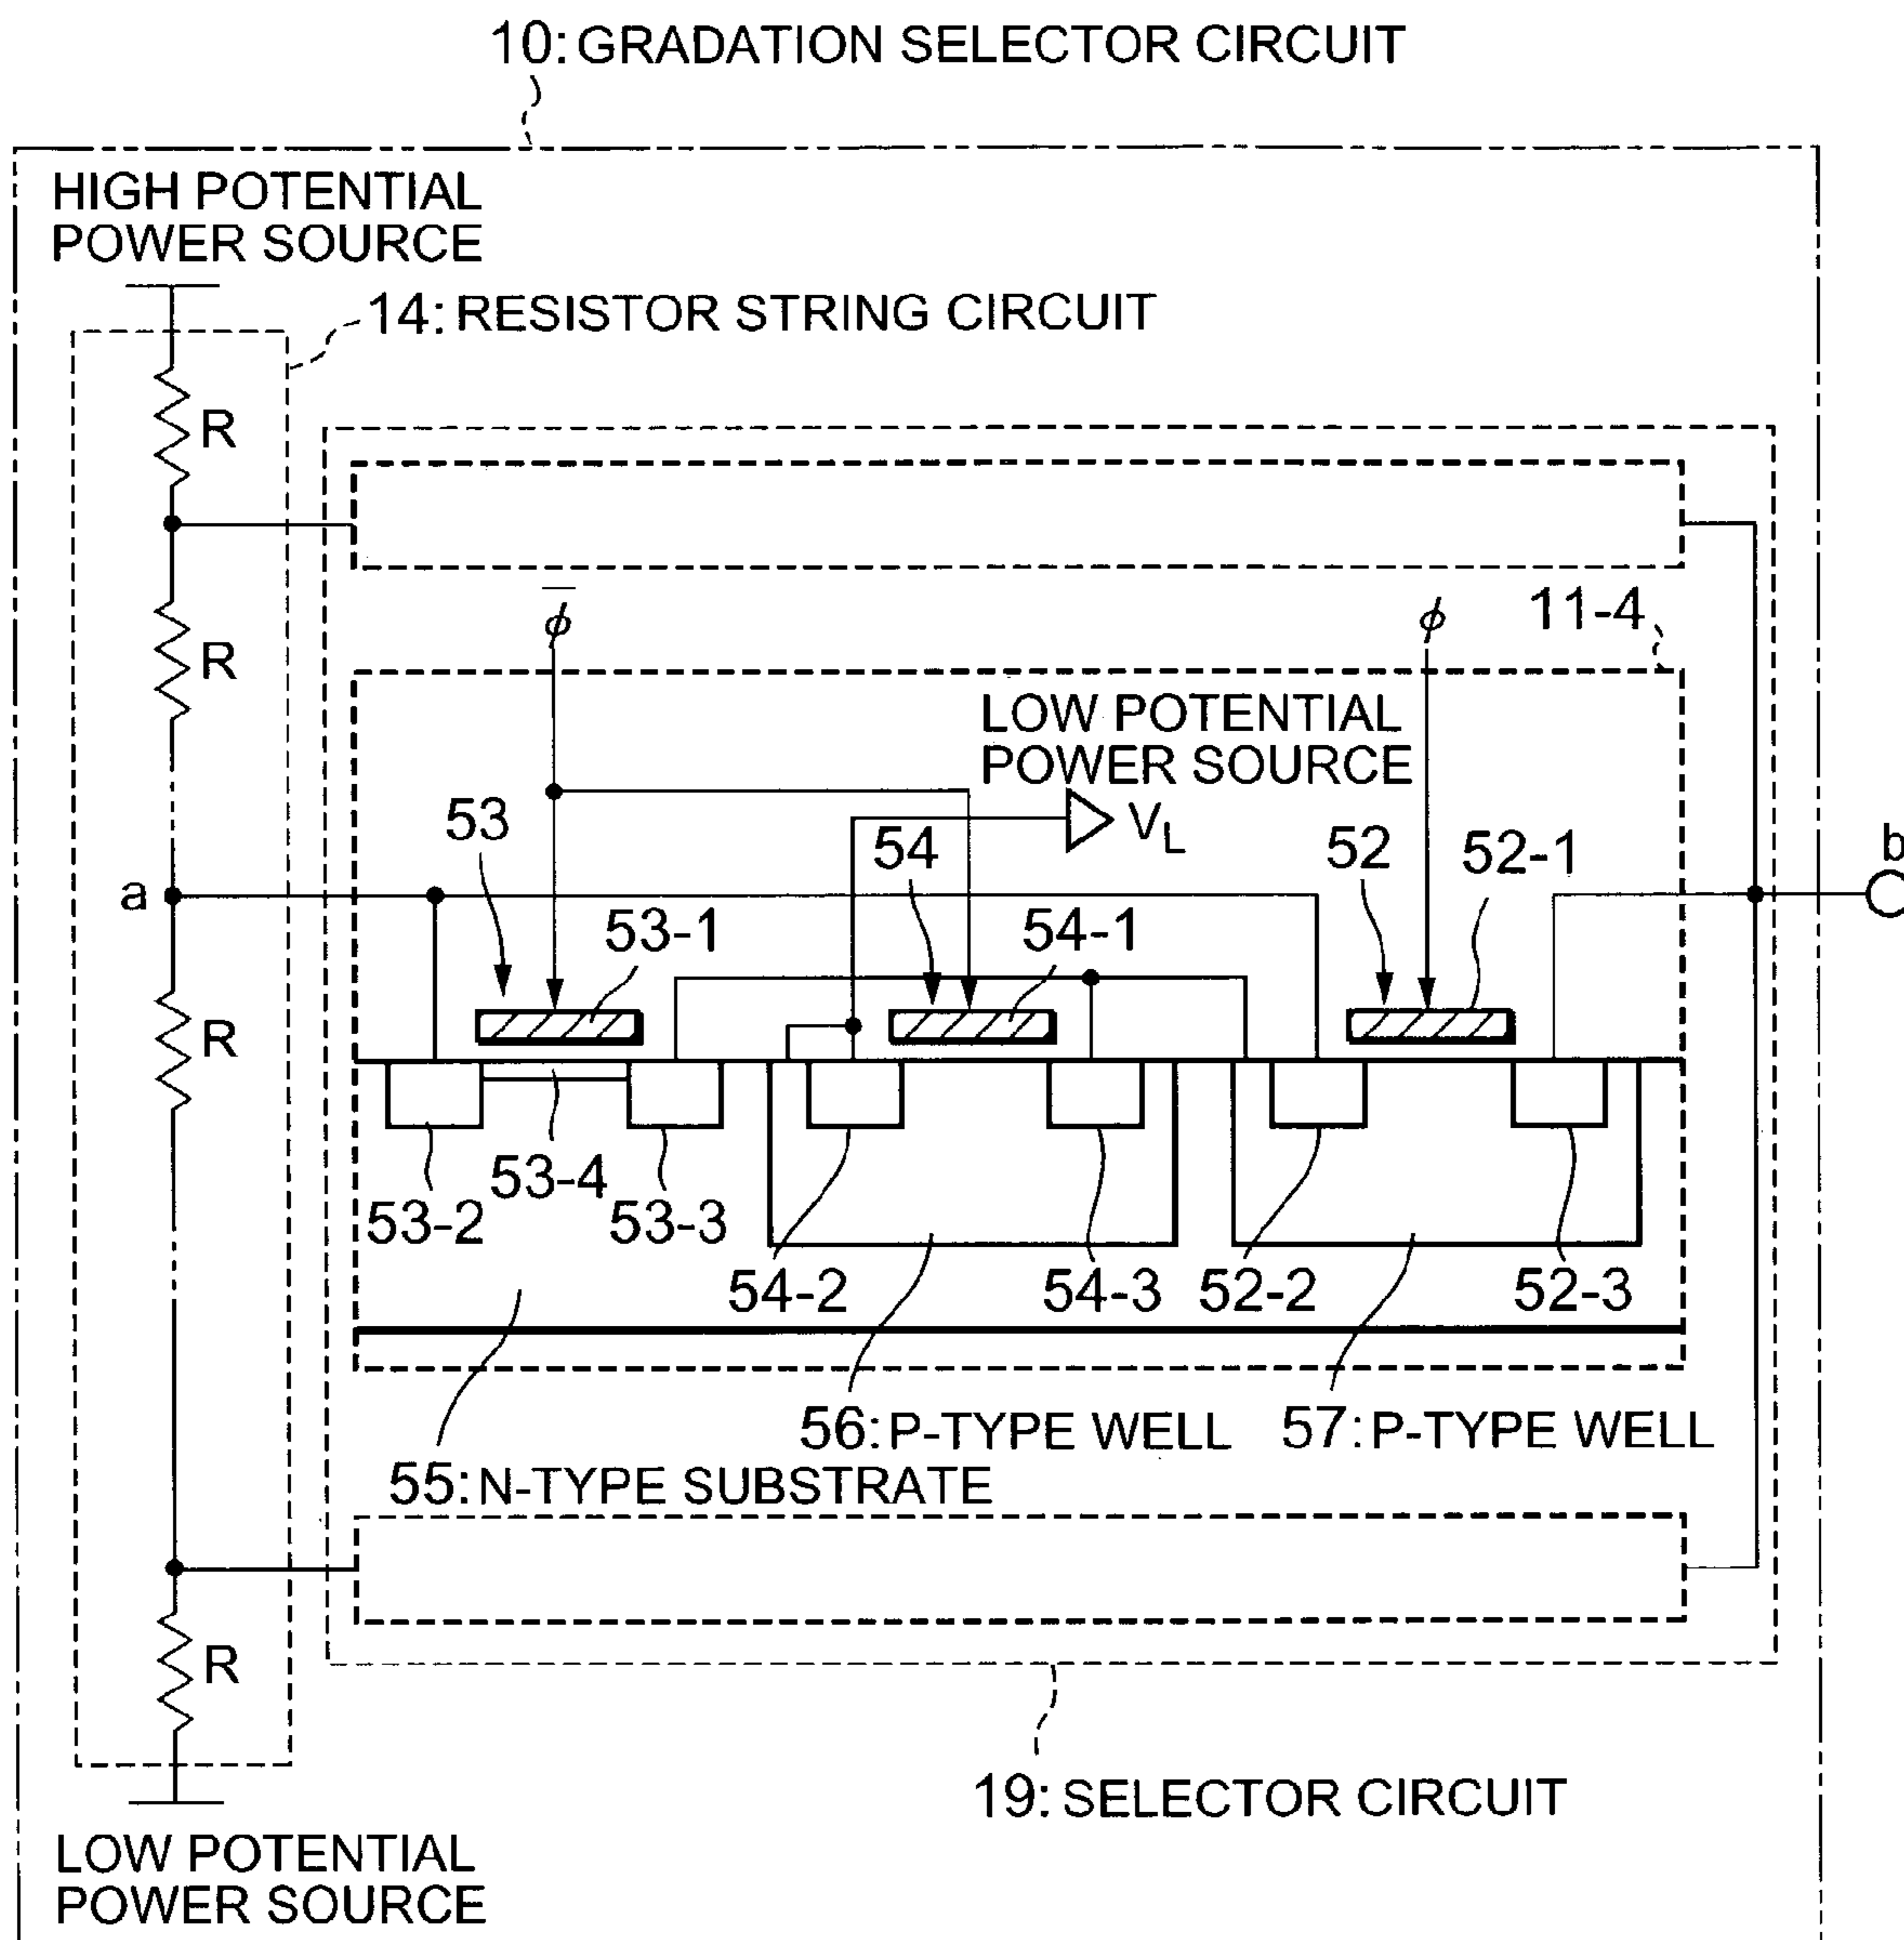 10: GRADATION SELECTOR CIRCUIT
HIGH POTENTIAL
POWER SOURCE
14: RESISTOR STRING CIRCUIT
R
R
ϕ̅
ϕ
11-4
LOW POTENTIAL
POWER SOURCE
V_L
53
54
52
52-1
b
a
53-1
54-1
R
53-4
53-2
53-3
54-2
54-3
52-2
52-3
56: P-TYPE WELL
57: P-TYPE WELL
55: N-TYPE SUBSTRATE
R
19: SELECTOR CIRCUIT
LOW POTENTIAL
POWER SOURCE